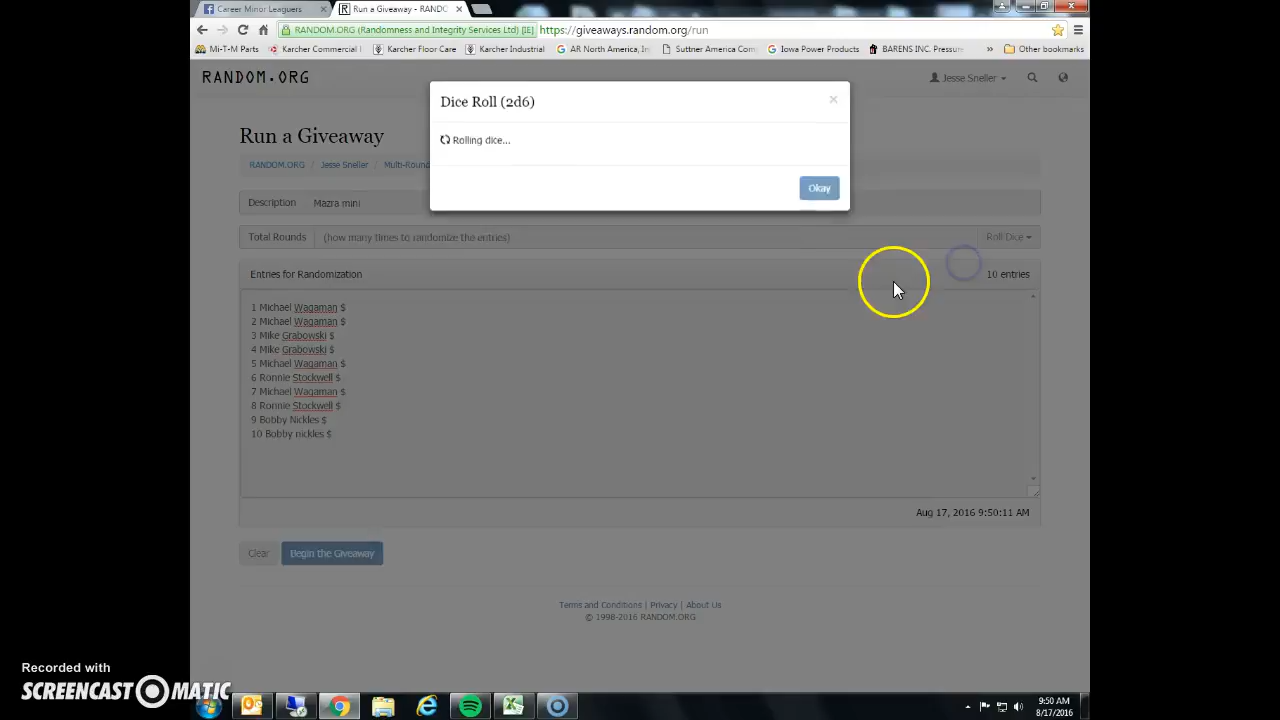 Career Minor Leaguers
Run a Giveaway - RANDO
RANDOM.ORG (Randomness and Integrity Services Ltd) [IE]
https://giveaways.random.org/run
Mi-T-M Parts
Karcher Commercial
Karcher Floor Care
Karcher Industrial
AR North America, In
Suttner America Com
Iowa Power Products
BARENS INC. Pressure
»
Other bookmarks
RANDOM.ORG
Jesse Sneller
Dice Roll (2d6)
×
Rolling dice...
Okay
Run a Giveaway
RANDOM.ORG / Jesse Sneller / Multi-Round
Description Mazra mini
Total Rounds (how many times to randomize the entries) Roll Dice
Entries for Randomization 10 entries
1 Michael Wagaman $
2 Michael Wagaman $
3 Mike Grabowski $
4 Mike Grabowski $
5 Michael Wagaman $
6 Ronnie Stockwell $
7 Michael Wagaman $
8 Ronnie Stockwell $
9 Bobby Nickles $
10 Bobby nickles $
Aug 17, 2016 9:50:11 AM
Clear
Begin the Giveaway
Terms and Conditions | Privacy | About Us
© 1998-2016 RANDOM.ORG
Recorded with
SCREENCAST MATIC
9:50 AM
8/17/2016